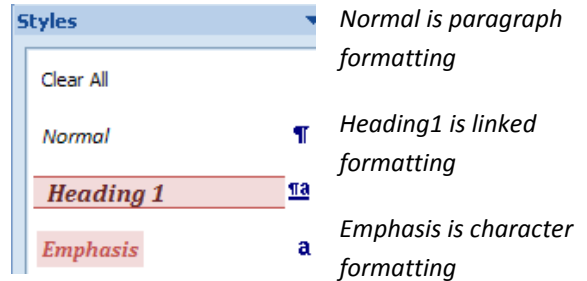 Styles
Clear All
Normal ¶
Heading 1 ¶a
Emphasis a
Normal is paragraph
formatting
Heading1 is linked
formatting
Emphasis is character
formatting